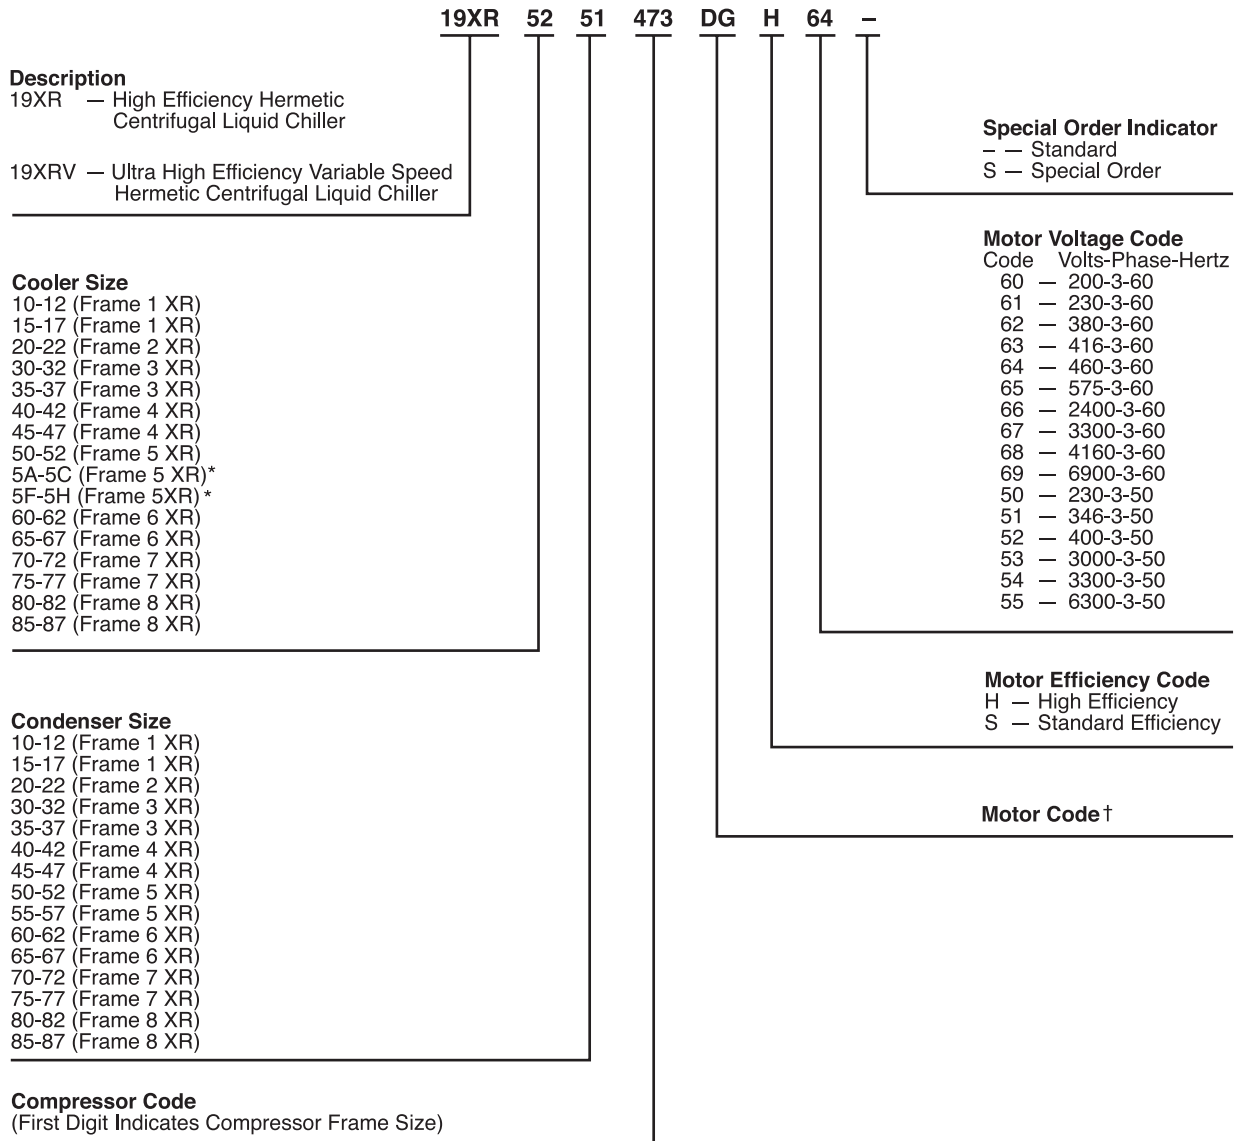 19XR 52 51 473 DG H 64 –
Description
19XR — High Efficiency Hermetic
Centrifugal Liquid Chiller
19XRV — Ultra High Efficiency Variable Speed
Hermetic Centrifugal Liquid Chiller
Cooler Size
10-12 (Frame 1 XR)
15-17 (Frame 1 XR)
20-22 (Frame 2 XR)
30-32 (Frame 3 XR)
35-37 (Frame 3 XR)
40-42 (Frame 4 XR)
45-47 (Frame 4 XR)
50-52 (Frame 5 XR)
5A-5C (Frame 5 XR)*
5F-5H (Frame 5XR)*
60-62 (Frame 6 XR)
65-67 (Frame 6 XR)
70-72 (Frame 7 XR)
75-77 (Frame 7 XR)
80-82 (Frame 8 XR)
85-87 (Frame 8 XR)
Condenser Size
10-12 (Frame 1 XR)
15-17 (Frame 1 XR)
20-22 (Frame 2 XR)
30-32 (Frame 3 XR)
35-37 (Frame 3 XR)
40-42 (Frame 4 XR)
45-47 (Frame 4 XR)
50-52 (Frame 5 XR)
55-57 (Frame 5 XR)
60-62 (Frame 6 XR)
65-67 (Frame 6 XR)
70-72 (Frame 7 XR)
75-77 (Frame 7 XR)
80-82 (Frame 8 XR)
85-87 (Frame 8 XR)
Compressor Code
(First Digit Indicates Compressor Frame Size)
Special Order Indicator
– — Standard
S — Special Order
Motor Voltage Code
Code Volts-Phase-Hertz
60 — 200-3-60
61 — 230-3-60
62 — 380-3-60
63 — 416-3-60
64 — 460-3-60
65 — 575-3-60
66 — 2400-3-60
67 — 3300-3-60
68 — 4160-3-60
69 — 6900-3-60
50 — 230-3-50
51 — 346-3-50
52 — 400-3-50
53 — 3000-3-50
54 — 3300-3-50
55 — 6300-3-50
Motor Efficiency Code
H — High Efficiency
S — Standard Efficiency
Motor Code†